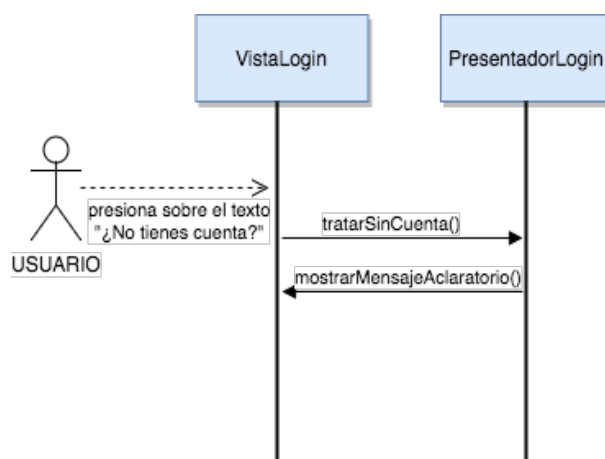 VistaLogin
PresentadorLogin
presiona sobre el texto
"¿No tienes cuenta?"
tratarSinCuenta()
USUARIO
mostrarMensajeAclaratorio()